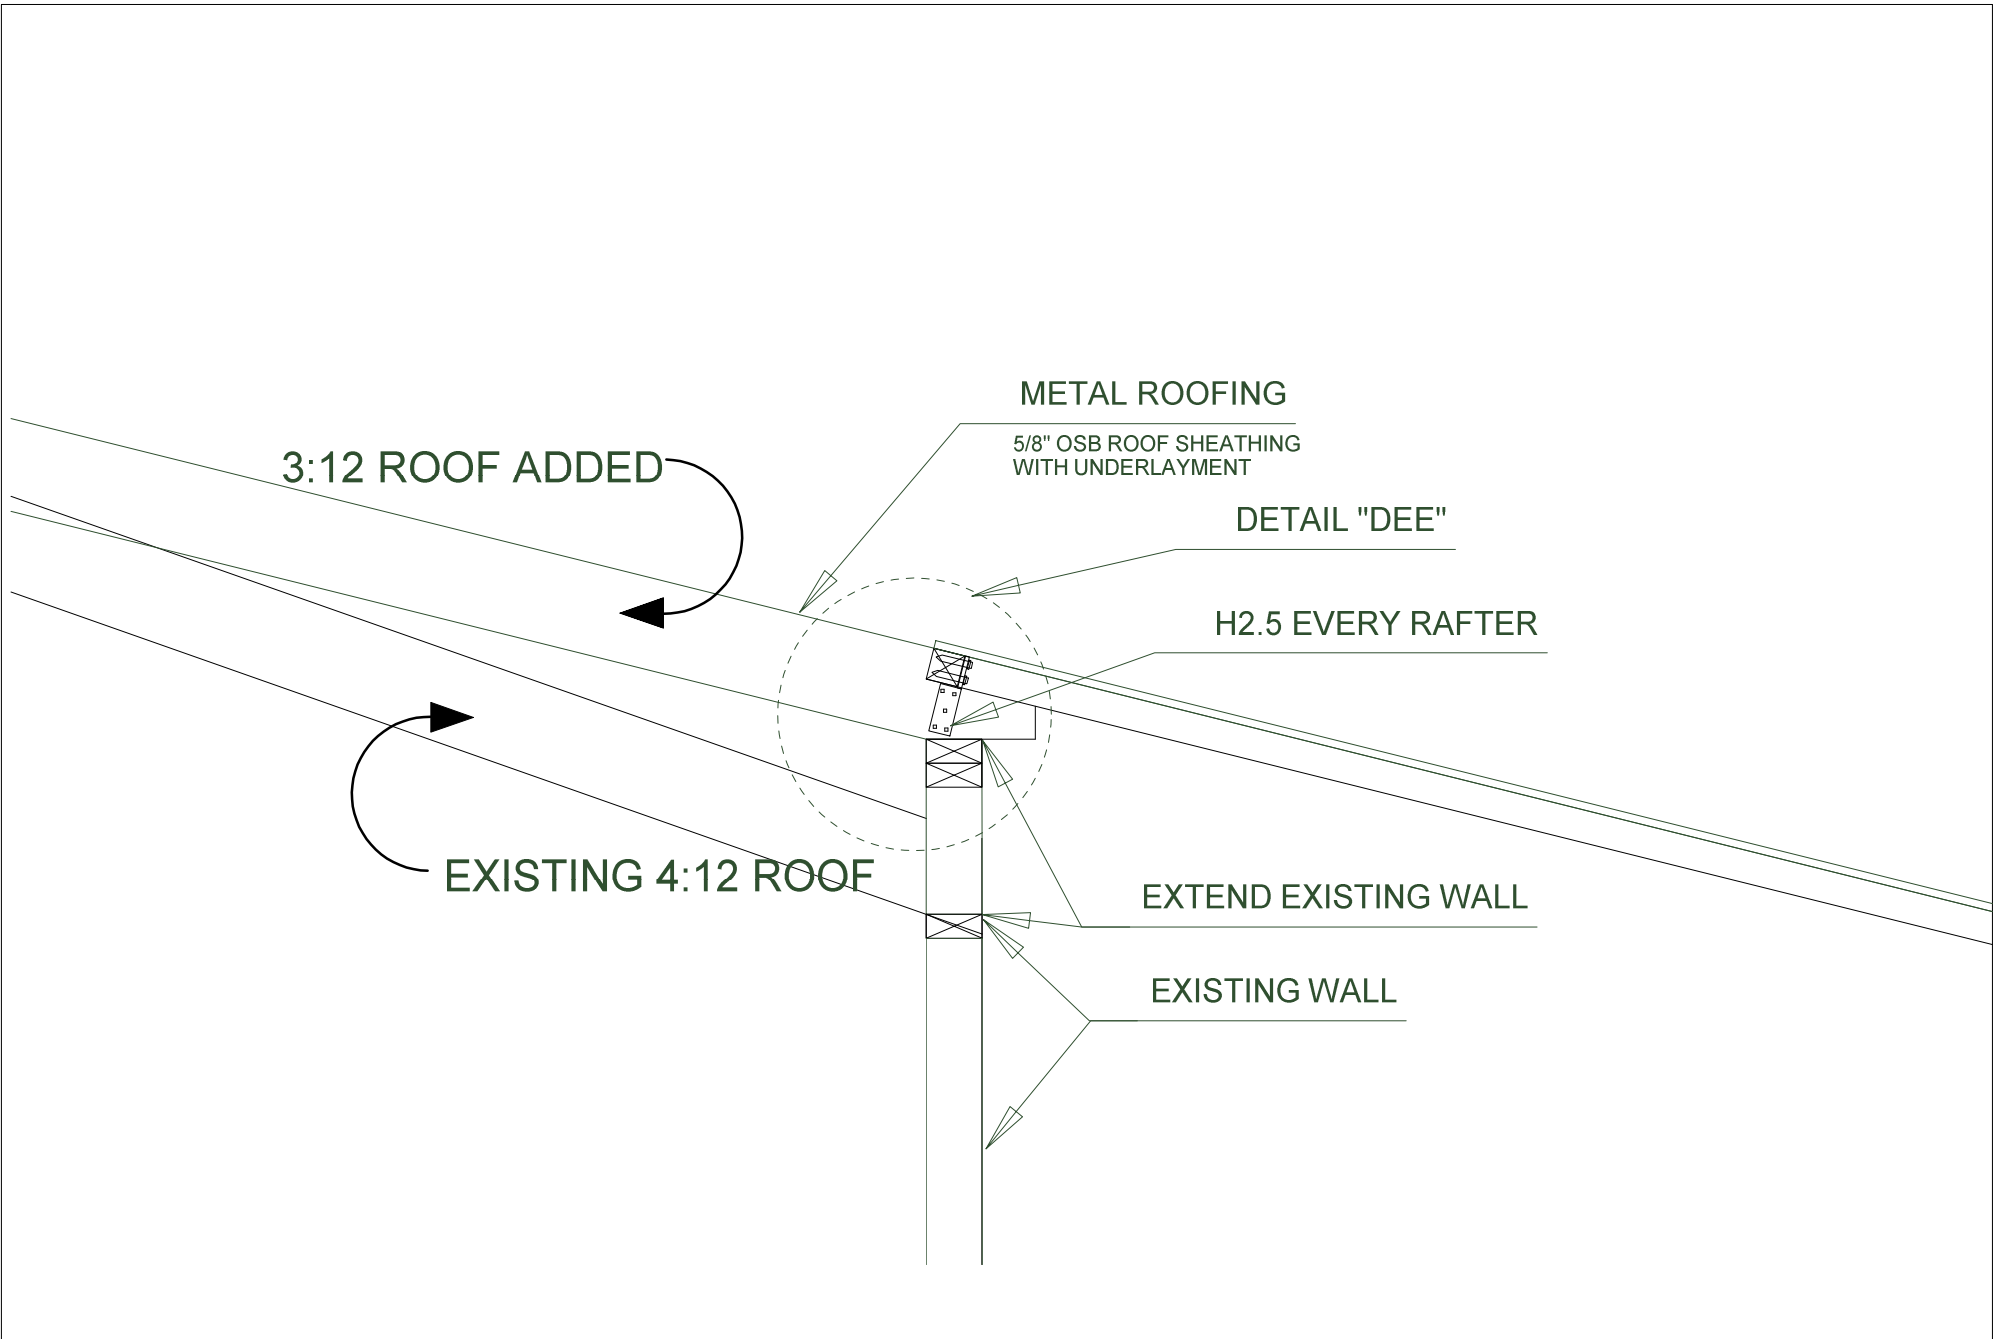 METAL ROOFING
5/8" OSB ROOF SHEATHING
WITH UNDERLAYMENT
3:12 ROOF ADDED
DETAIL "DEE"
H2.5 EVERY RAFTER
EXISTING 4:12 ROOF
EXTEND EXISTING WALL
EXISTING WALL